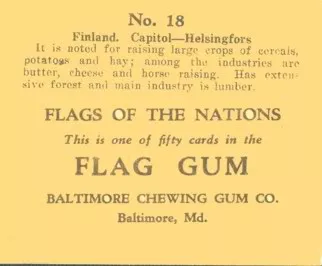 No. 18
Finland. Capitol—Helsingfors
It is noted for raising large crops of cereals,
potatoes and hay; among the industries are
butter, cheese and horse raising. Has exten-
sive forest and main industry is lumber.
FLAGS OF THE NATIONS
This is one of fifty cards in the
FLAG GUM
BALTIMORE CHEWING GUM CO.
Baltimore, Md.